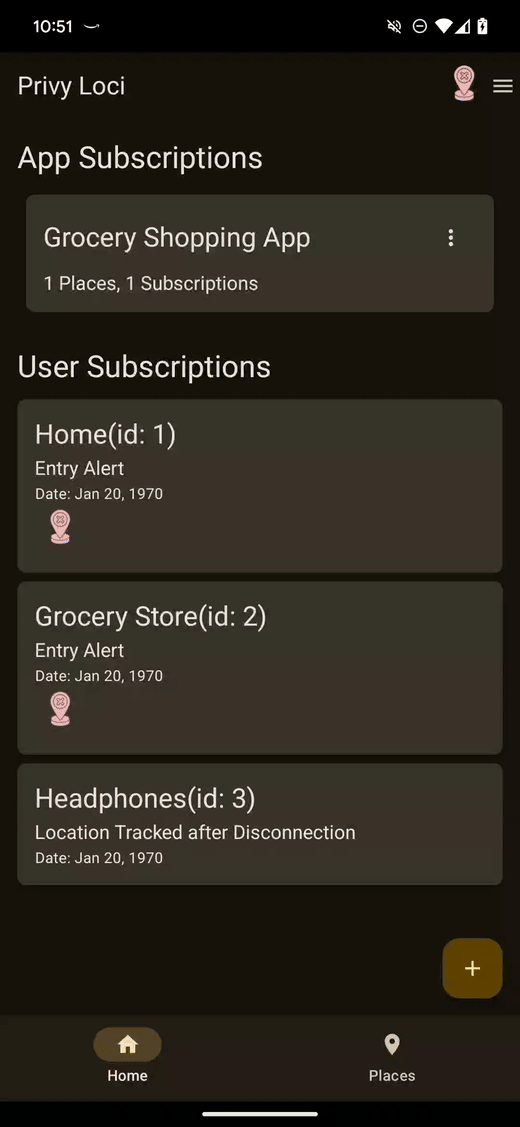 10:51
Privy Loci
App Subscriptions
Grocery Shopping App
1 Places, 1 Subscriptions
User Subscriptions
Home(id: 1)
Entry Alert
Date: Jan 20, 1970
Grocery Store(id: 2)
Entry Alert
Date: Jan 20, 1970
Headphones(id: 3)
Location Tracked after Disconnection
Date: Jan 20, 1970
+
Home
Places